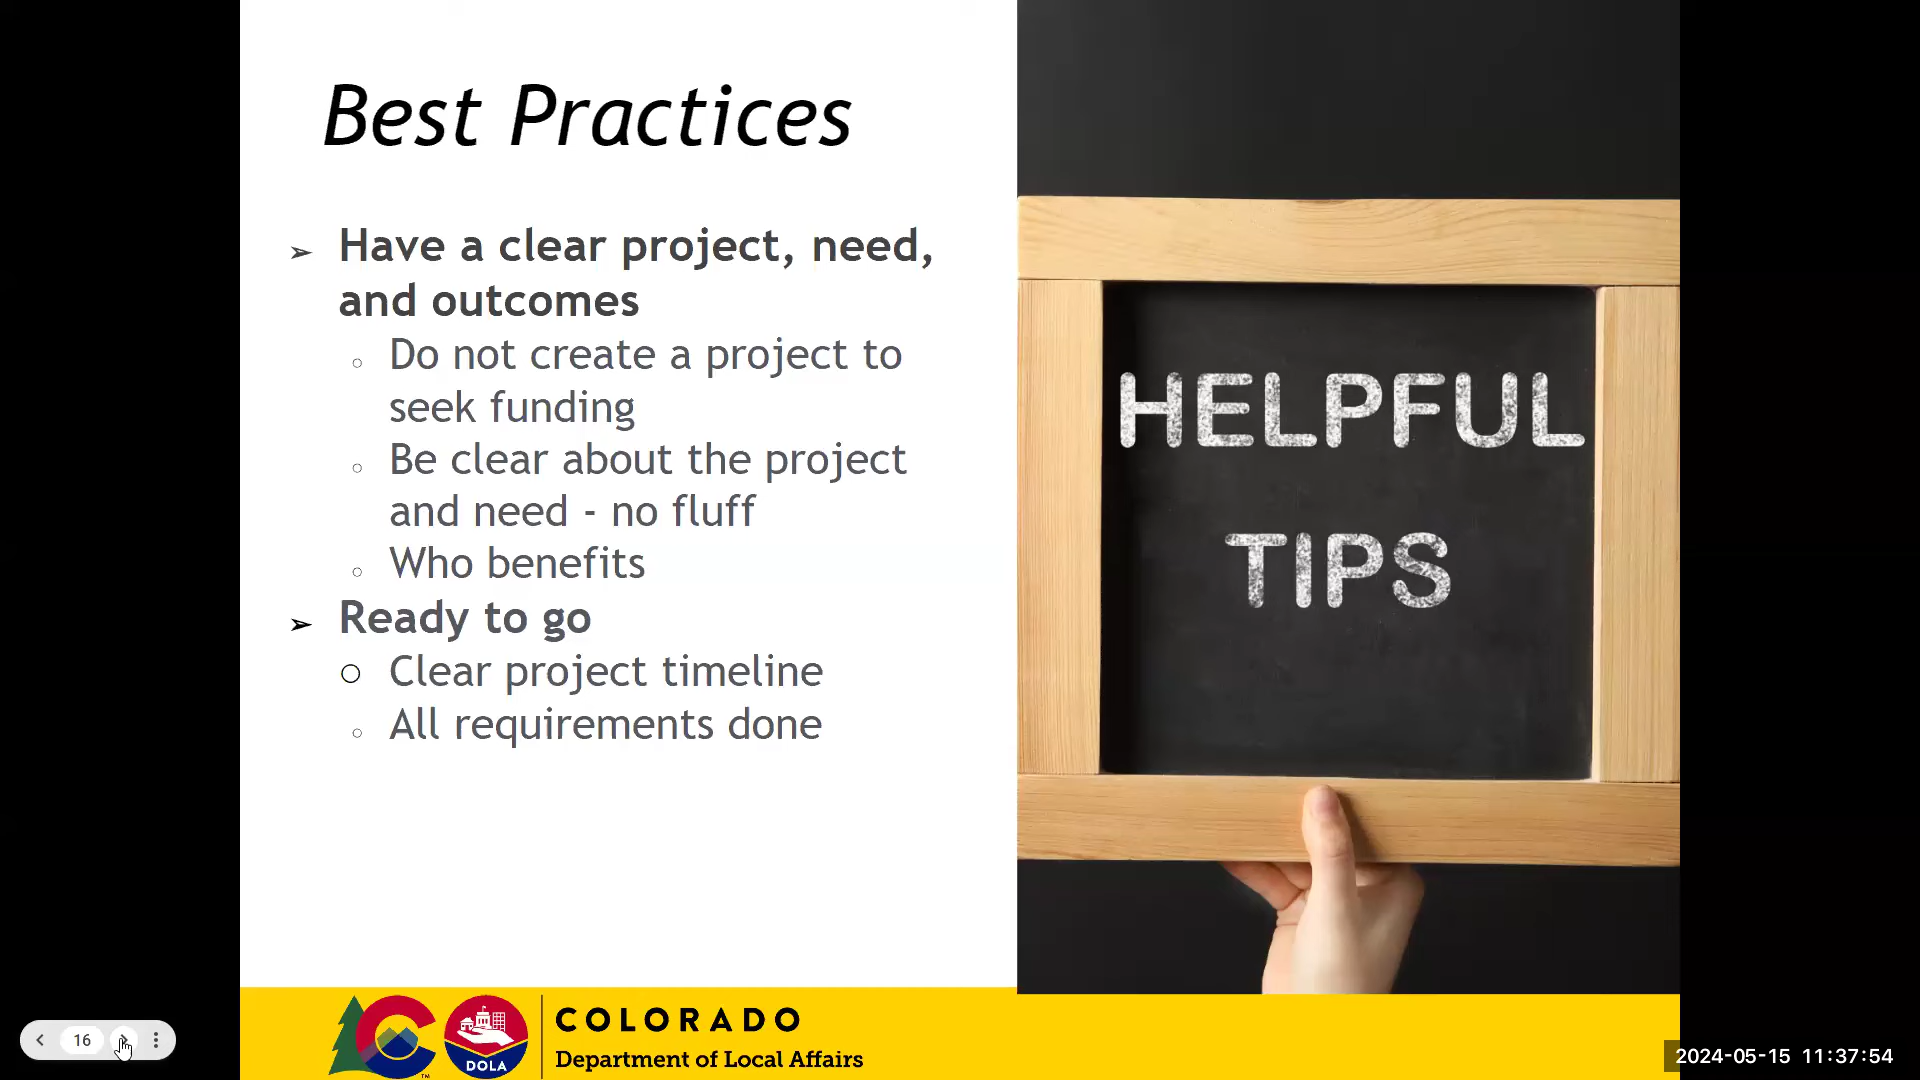 Best Practices
➢ Have a clear project, need,
and outcomes
○ Do not create a project to
seek funding
○ Be clear about the project
and need - no fluff
○ Who benefits
➢ Ready to go
○ Clear project timeline
○ All requirements done
HELPFUL
TIPS
DOLA
COLORADO
Department of Local Affairs
TM
16
2024-05-15 11:37:54